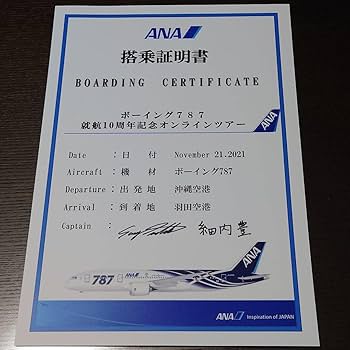 ANA
搭乗証明書
BOARDING CERTIFICATE
ボーイング787
就航10周年記念オンラインツアー
ANA
Date :日 付 November 21.2021
Aircraft :機 材 ボーイング787
Departure:出発地 沖縄空港
Arrival :到着地 羽田空港
Captain : 細内豊
ANA
787
ANA
ANA Inspiration of JAPAN